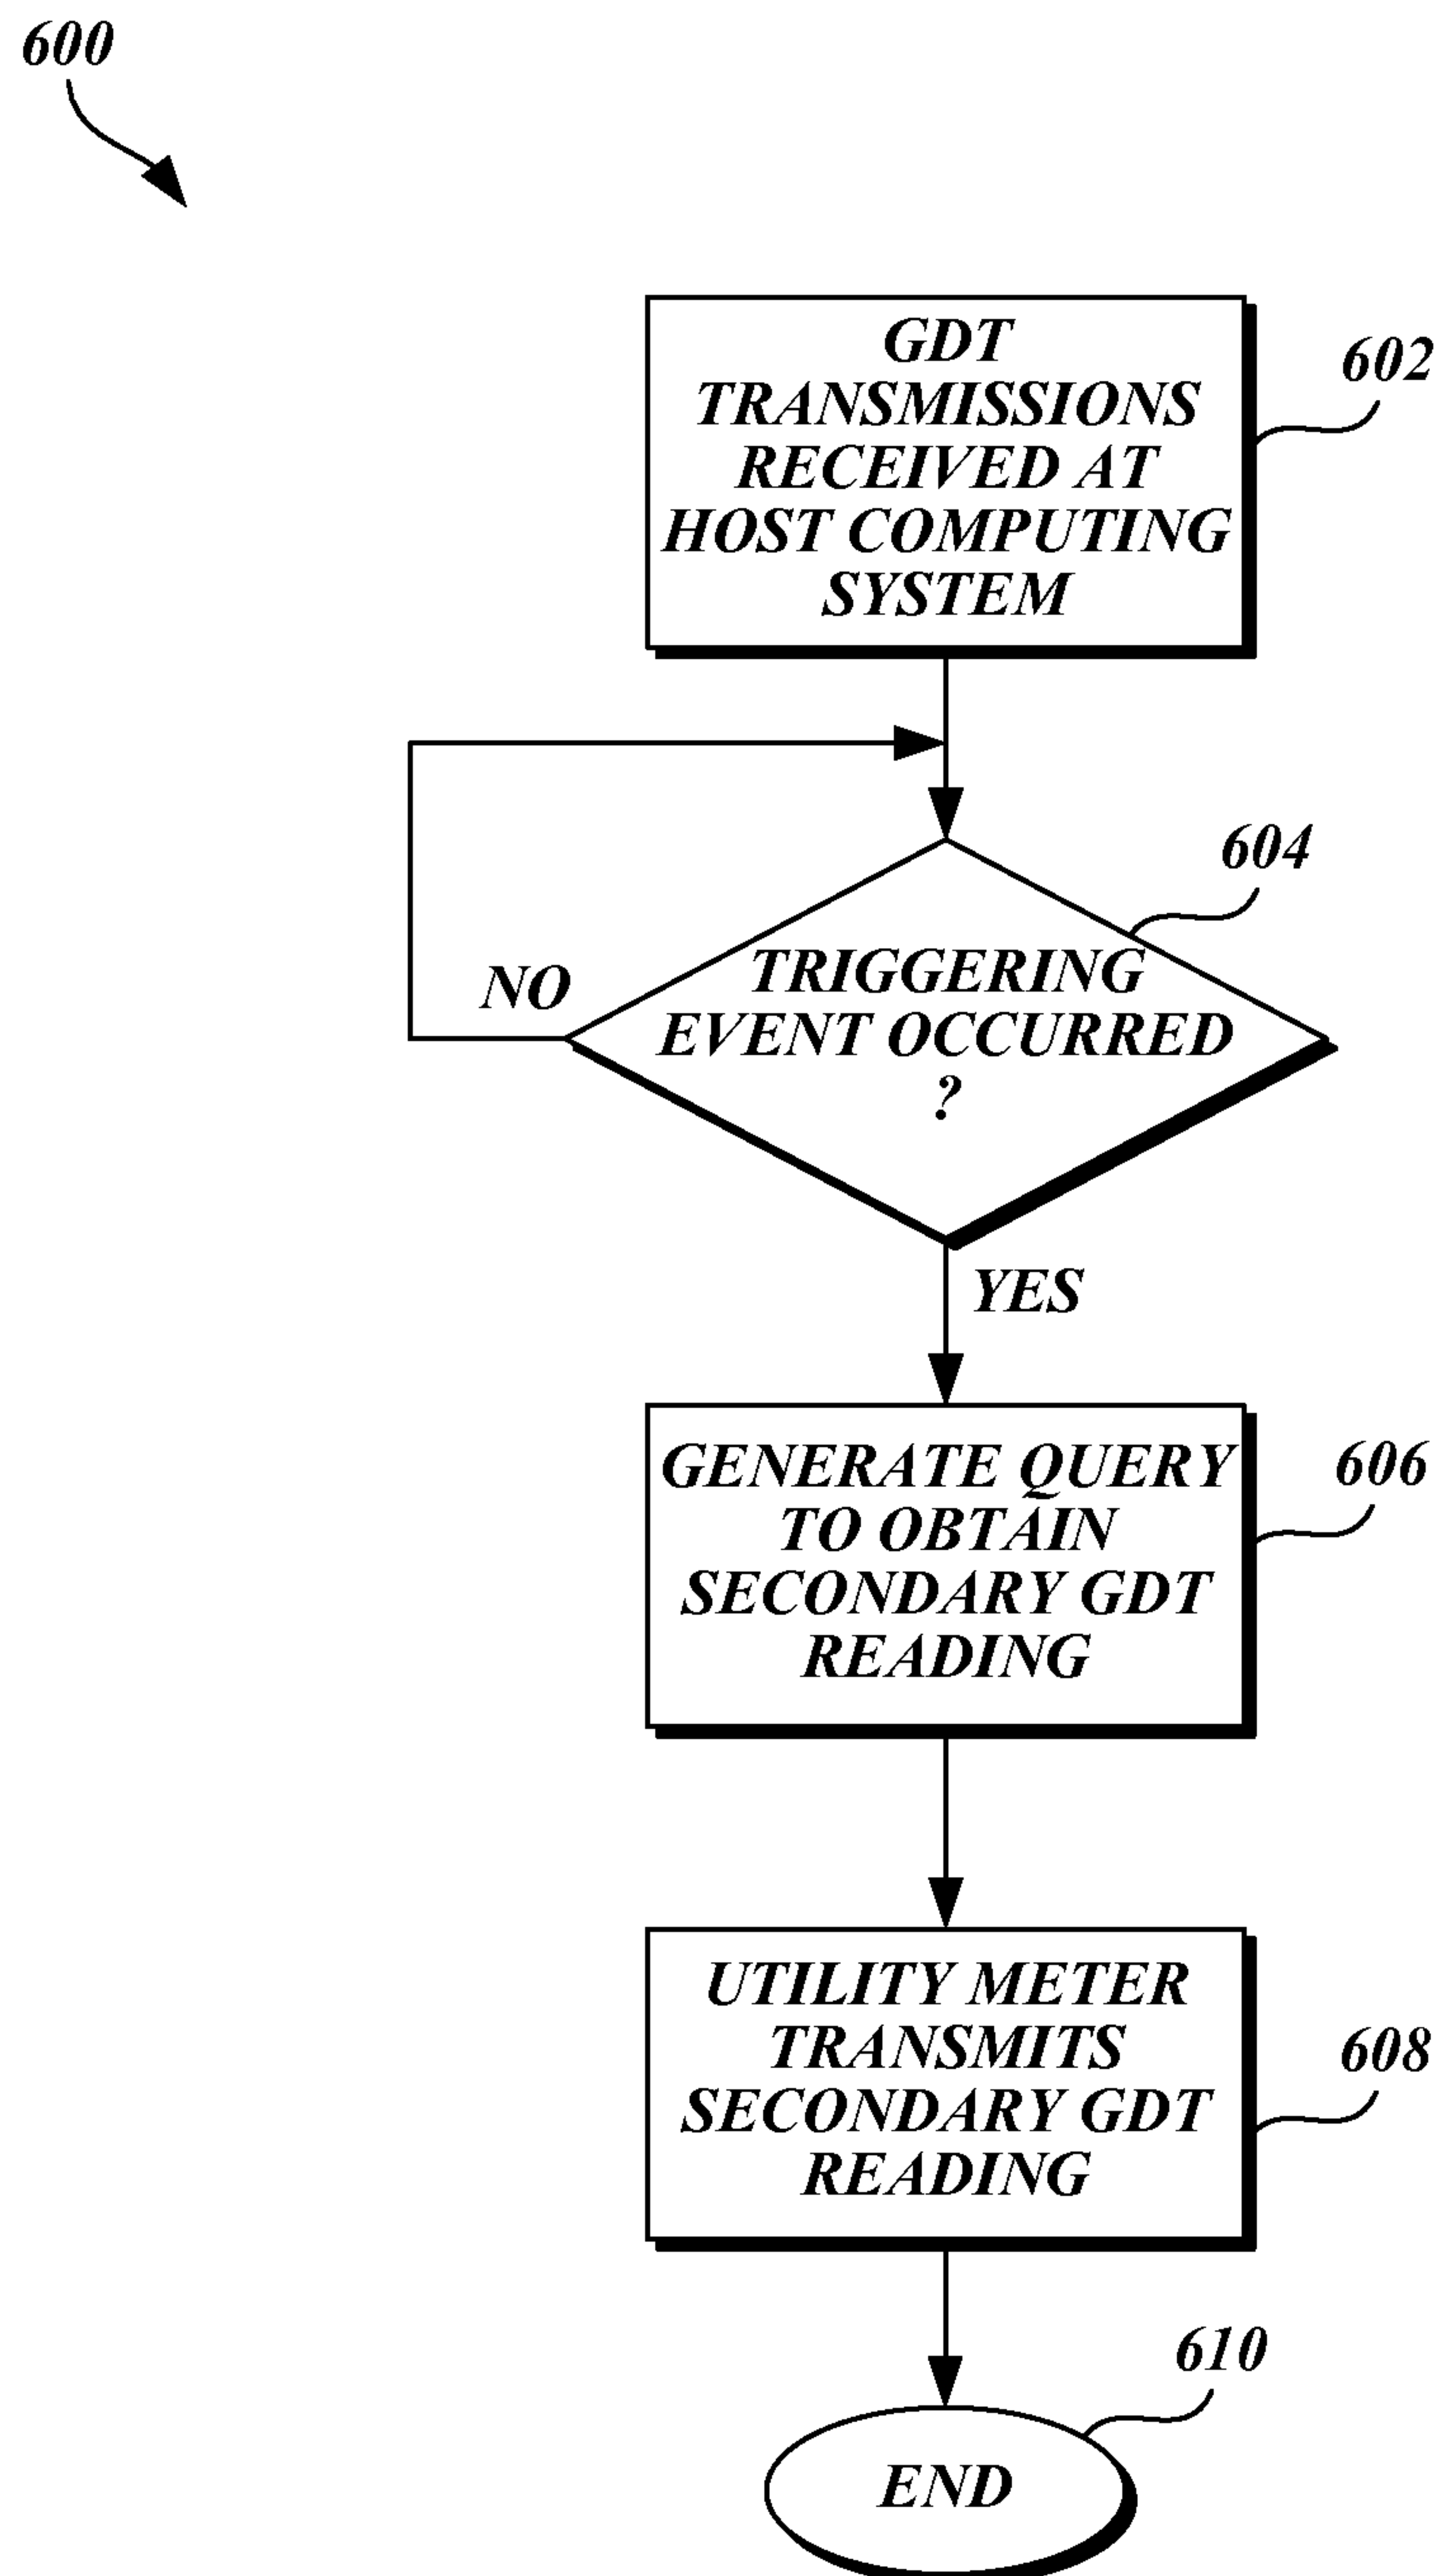 600
GDT
TRANSMISSIONS
RECEIVED AT
HOST COMPUTING
SYSTEM
602
604
TRIGGERING
EVENT OCCURRED
?
NO
YES
GENERATE QUERY
TO OBTAIN
SECONDARY GDT
READING
606
UTILITY METER
TRANSMITS
SECONDARY GDT
READING
608
610
END